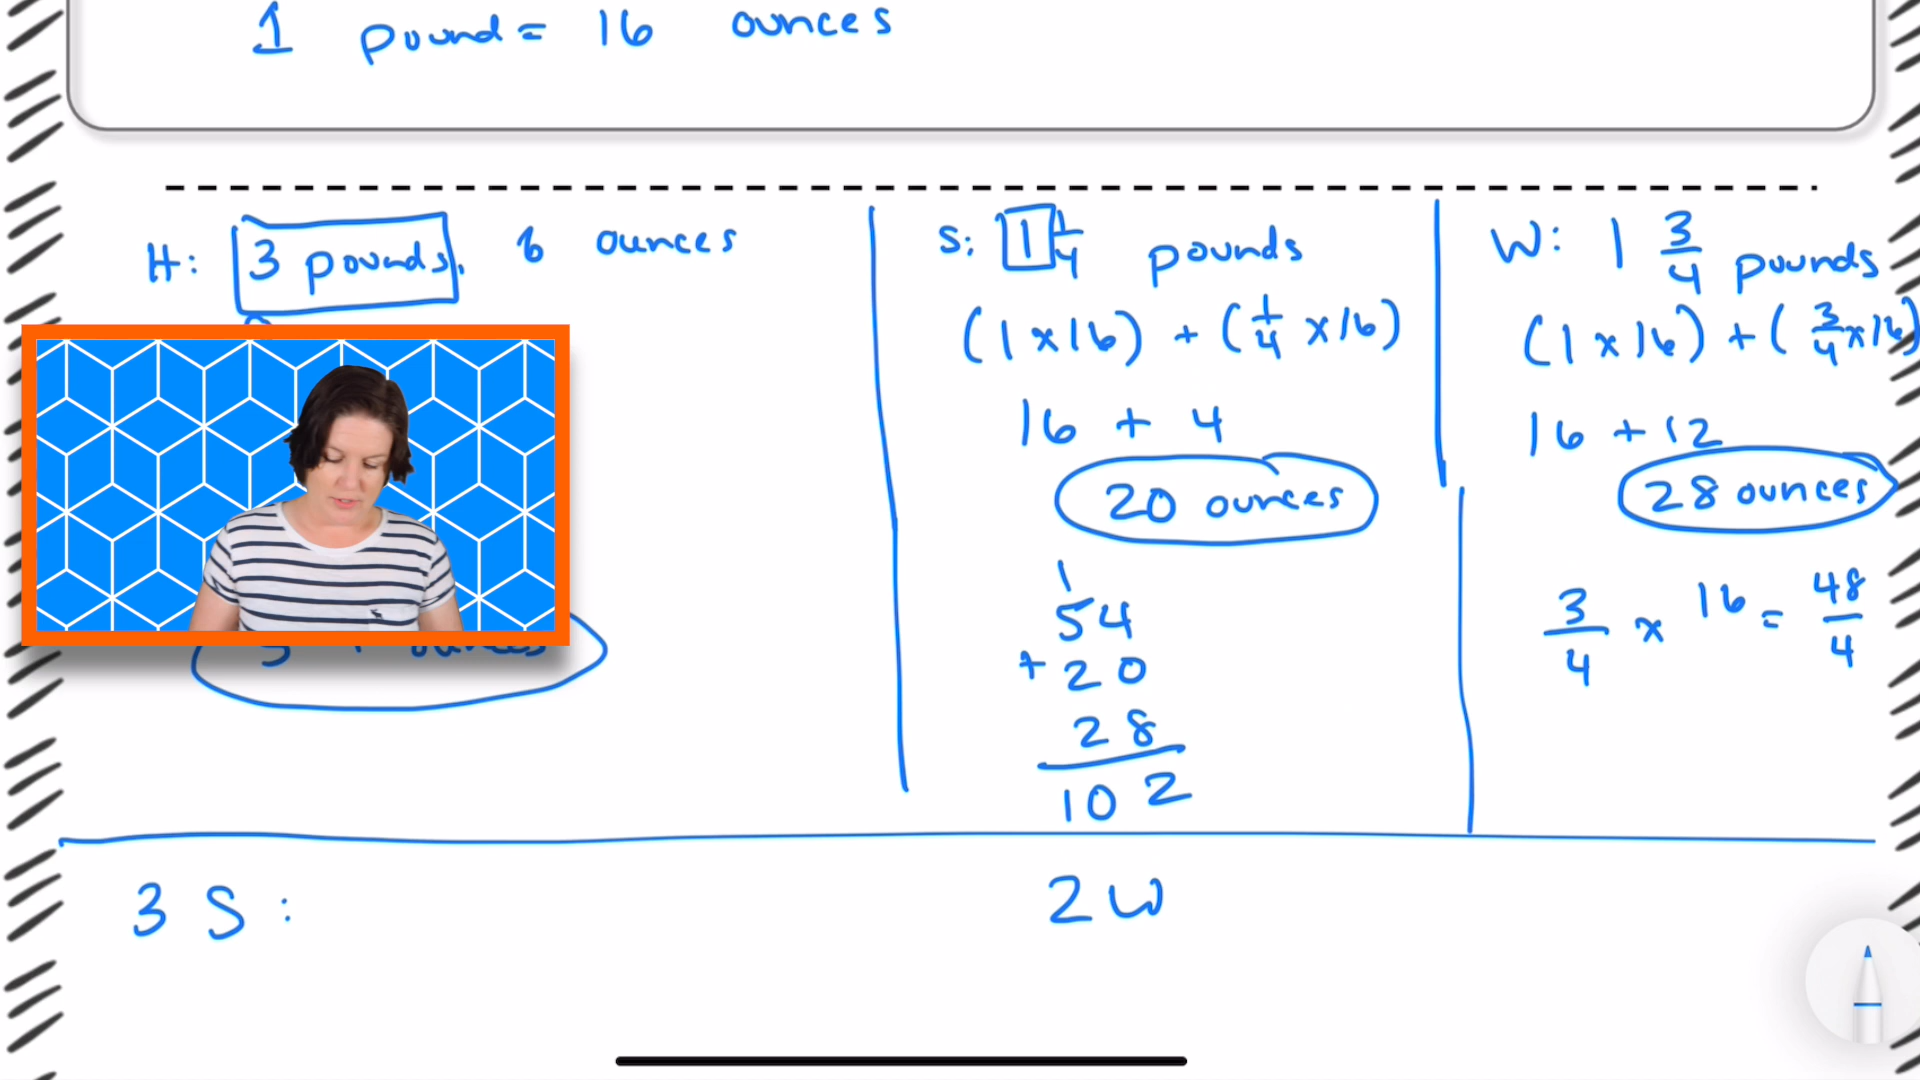 1 pound = 16 ounces
H: 3 pounds, 6 ounces
ounces
S: 1 1/4 pounds
(1 x 16) + (1/4 x 16)
16 + 4
20 ounces
1
54
+ 20
28
102
W: 1 3/4 pounds
(1 x 16) + (3/4 x 16)
16 + 12
28 ounces
3/4 x 16 = 48/4
3 S:
2 W